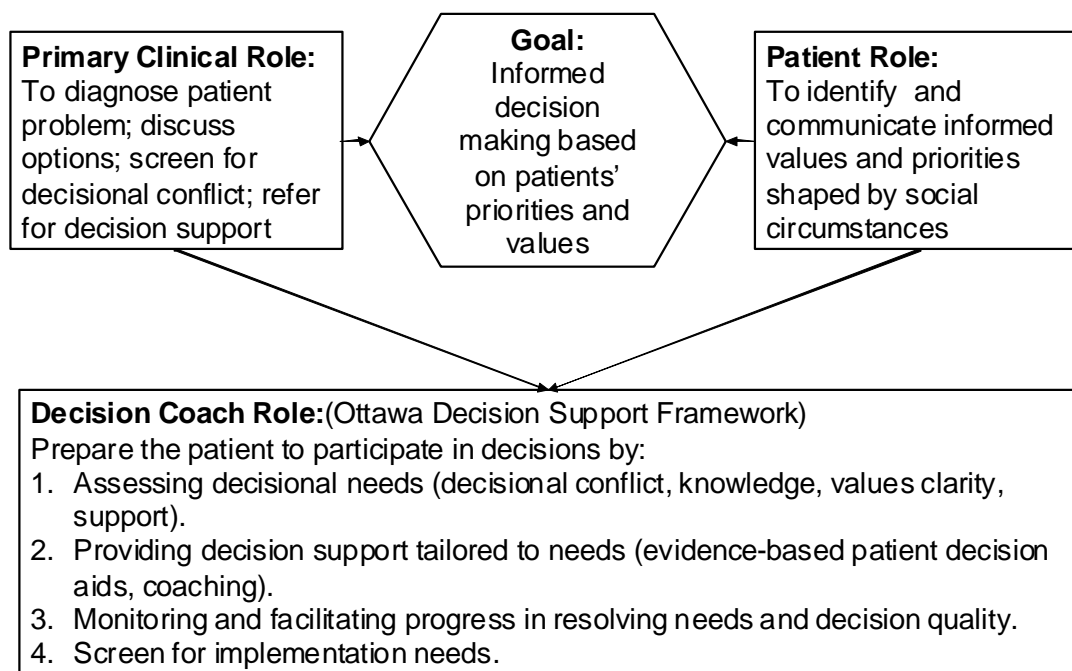 Primary Clinical Role:
To diagnose patient
problem; discuss
options; screen for
decisional conflict; refer
for decision support
Goal:
Informed
decision
making based
on patients’
priorities and
values
Patient Role:
To identify and
communicate informed
values and priorities
shaped by social
circumstances
Decision Coach Role:(Ottawa Decision Support Framework)
Prepare the patient to participate in decisions by:
1. Assessing decisional needs (decisional conflict, knowledge, values clarity,
support).
2. Providing decision support tailored to needs (evidence-based patient decision
aids, coaching).
3. Monitoring and facilitating progress in resolving needs and decision quality.
4. Screen for implementation needs.